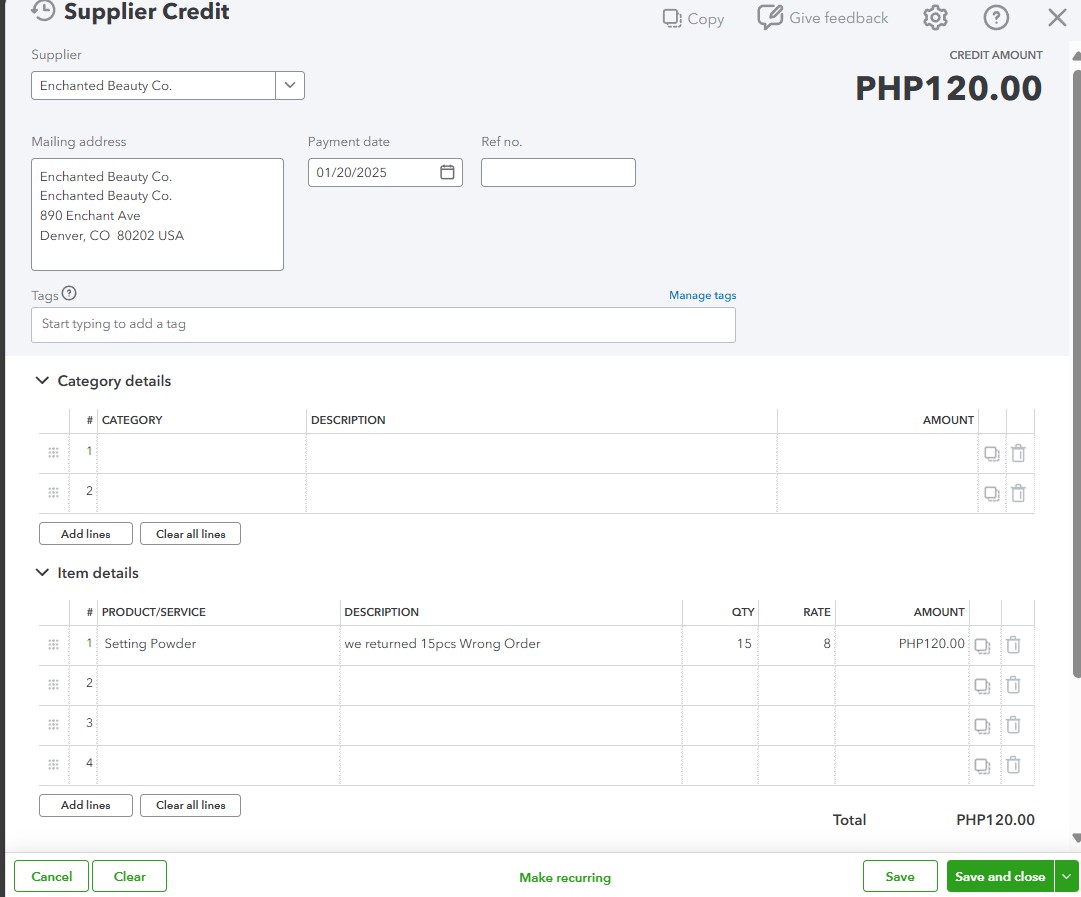 Supplier Credit
Copy
Give feedback
Supplier
Enchanted Beauty Co.
CREDIT AMOUNT
PHP120.00
Mailing address
Payment date
Ref no.
Enchanted Beauty Co.
Enchanted Beauty Co.
890 Enchant Ave
Denver, CO  80202 USA
01/20/2025
Tags ?
Manage tags
Start typing to add a tag
Category details
# CATEGORY DESCRIPTION AMOUNT
1
2
Add lines Clear all lines
Item details
# PRODUCT/SERVICE DESCRIPTION QTY RATE AMOUNT
1 Setting Powder we returned 15pcs Wrong Order 15 8 PHP120.00
2
3
4
Add lines Clear all lines
Total PHP120.00
Cancel Clear Make recurring Save Save and close